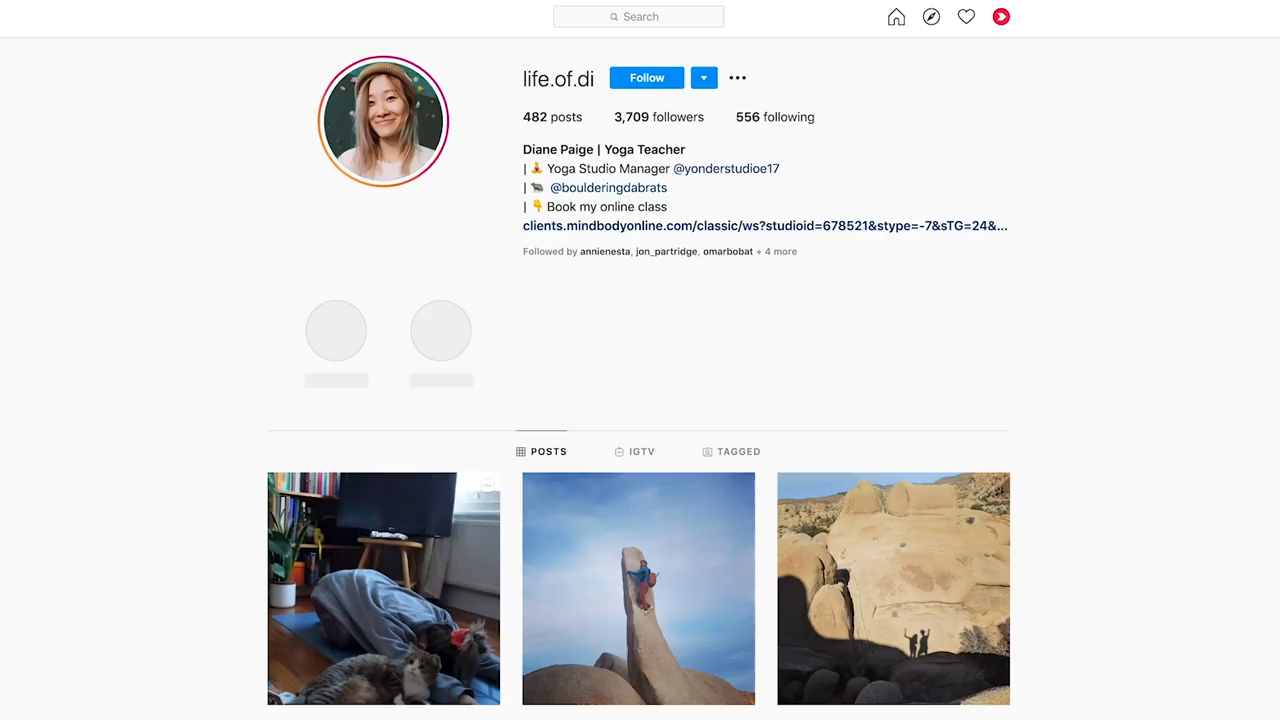 Search
life.of.di
Follow
482 posts 3,709 followers 556 following
Diane Paige | Yoga Teacher
| 🧘 Yoga Studio Manager @yonderstudioe17
| 🐀 @boulderingdabrats
| 👇 Book my online class
clients.mindbodyonline.com/classic/ws?studioid=678521&stype=-7&sTG=24&...
Followed by annienesta, jon_partridge, omarbobat + 4 more
POSTS IGTV TAGGED